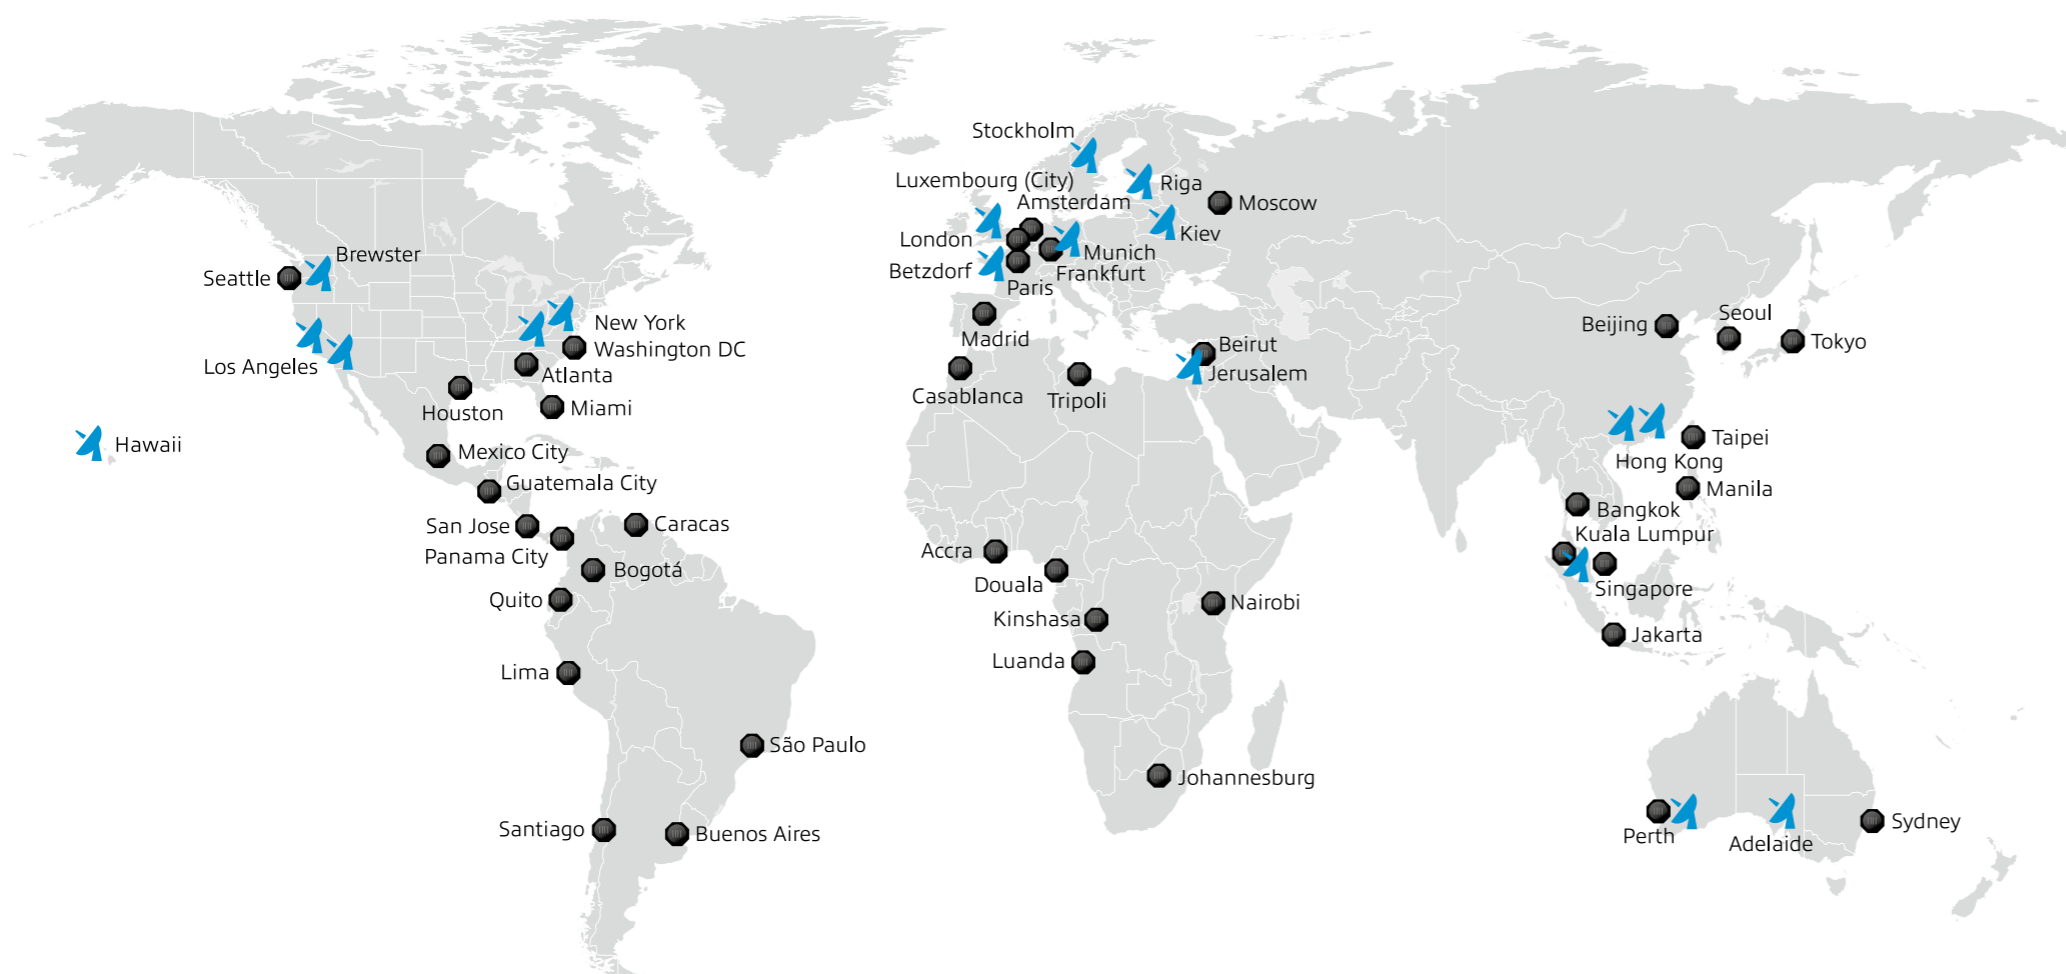 Stockholm
Luxembourg (City)
Riga
Amsterdam
Moscow
London
Kiev
Munich
Betzdorf
Frankfurt
Paris
Brewster
Seattle
New York
Washington DC
Los Angeles
Atlanta
Houston
Miami
Hawaii
Mexico City
Guatemala City
San Jose
Caracas
Panama City
Bogotá
Quito
Lima
São Paulo
Santiago
Buenos Aires
Madrid
Beirut
Jerusalem
Casablanca
Tripoli
Accra
Douala
Nairobi
Kinshasa
Luanda
Johannesburg
Seoul
Beijing
Tokyo
Taipei
Hong Kong
Manila
Bangkok
Kuala Lumpur
Singapore
Jakarta
Perth
Adelaide
Sydney